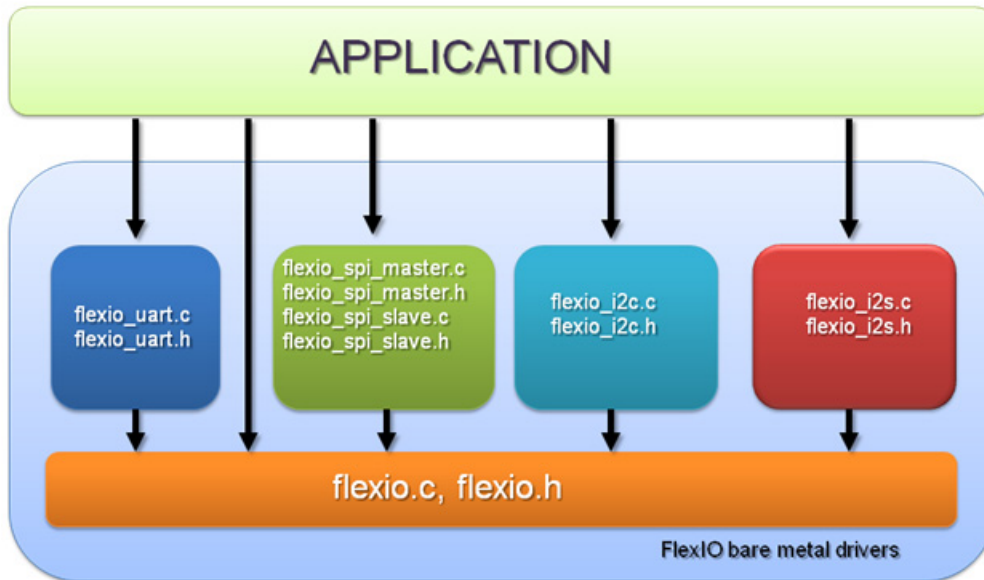 APPLICATION
flexio_uart.c
flexio_uart.h
flexio_spi_master.c
flexio_spi_master.h
flexio_spi_slave.c
flexio_spi_slave.h
flexio_i2c.c
flexio_i2c.h
flexio_i2s.c
flexio_i2s.h
flexio.c, flexio.h
FlexIO bare metal drivers